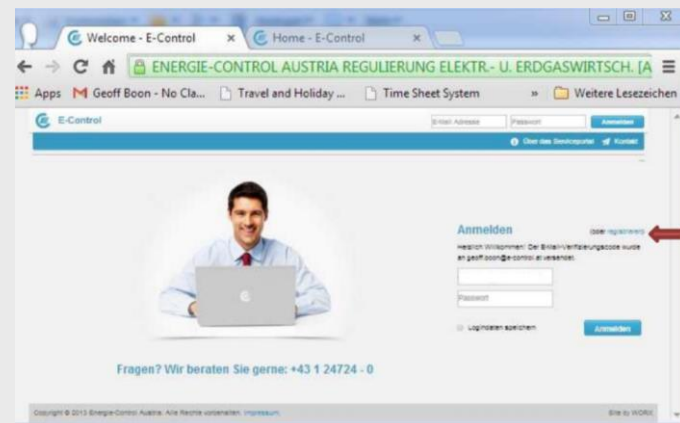 Welcome - E-Control
Home - E-Control
ENERGIE-CONTROL AUSTRIA REGULIERUNG ELEKTR.- U. ERDGASWIRTSCH. [A
Apps
Geoff Boon - No Cla...
Travel and Holiday ...
Time Sheet System
»
Weitere Lesezeichen
E-Control
E-Mail Adresse
Passwort
Anmelden
Über das Serviceportal
Kontakt
Anmelden
(oder registrieren)
Herzlich Willkommen! Der E-Mail-Verifizierungscode wurde
an geoff.boon@e-control.at versendet.
Passwort
Logindaten speichern
Anmelden
Fragen? Wir beraten Sie gerne: +43 1 24724 - 0
Copyright © 2013 Energie-Control Austria. Alle Rechte vorbehalten. Impressum.
Site by WORX